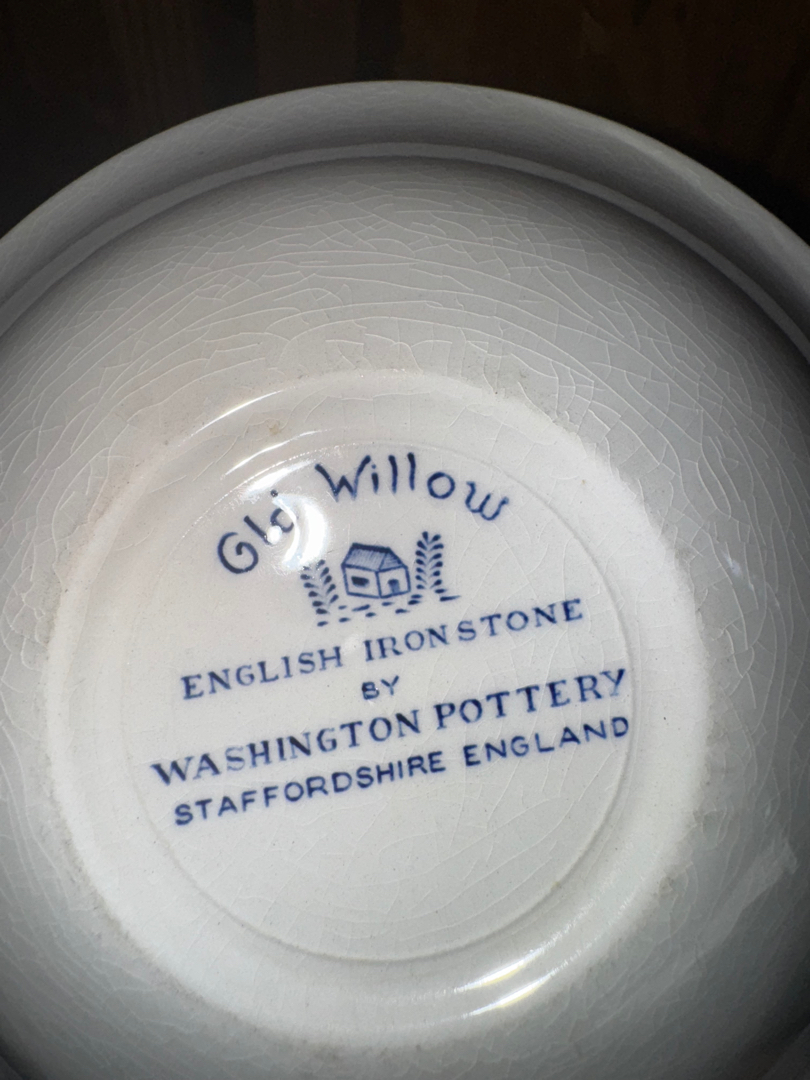 Old Willow
ENGLISH IRONSTONE
BY
WASHINGTON POTTERY
STAFFORDSHIRE ENGLAND